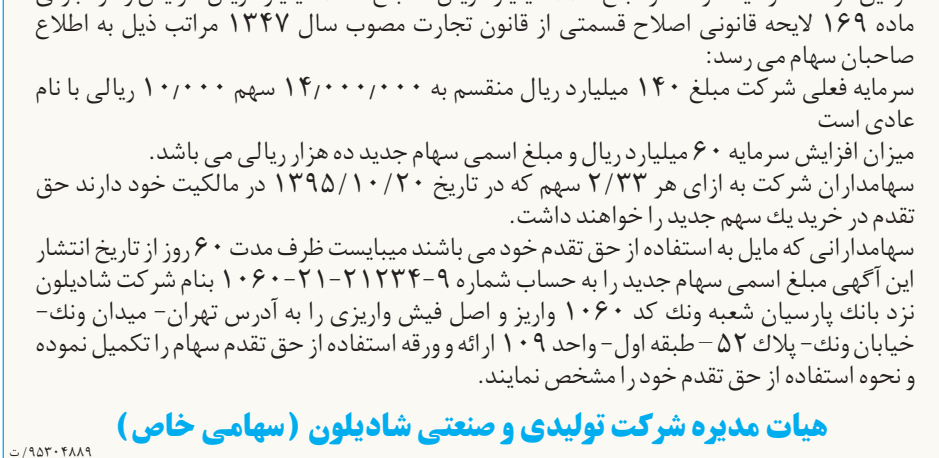 ماده ۱۶۹ لایحه قانونی اصلاح قسمتی از قانون تجارت مصوب سال ۱۳۴۷ مراتب ذیل به اطلاع
صاحبان سهام می رسد:
سرمایه فعلی شرکت مبلغ ۱۴۰ میلیارد ریال منقسم به ۱۴٫۰۰۰٫۰۰۰ سهم ۱۰٫۰۰۰ ریالی با نام
عادی است
میزان افزایش سرمایه ۶۰ میلیارد ریال و مبلغ اسمی سهام جدید ده هزار ریالی می باشد.
سهامداران شرکت به ازای هر ۲/۳۳ سهم که در تاریخ ۱۳۹۵/۱۰/۲۰ در مالکیت خود دارند حق
تقدم در خرید یك سهم جدید را خواهند داشت.
سهامدارانی که مایل به استفاده از حق تقدم خود می باشند میبایست ظرف مدت ۶۰ روز از تاریخ انتشار
این آگهی مبلغ اسمی سهام جدید را به حساب شماره ۹-۲۱۲۳۴-۲۱-۱۰۶۰ بنام شرکت شادیلون
نزد بانك پارسیان شعبه ونك کد ۱۰۶۰ واریز و اصل فیش واریزی را به آدرس تهران- میدان ونك-
خیابان ونك- پلاك ۵۲ – طبقه اول- واحد ۱۰۹ ارائه و ورقه استفاده از حق تقدم سهام را تکمیل نموده
و نحوه استفاده از حق تقدم خود را مشخص نمایند.
هیات مدیره شرکت تولیدی و صنعتی شادیلون (سهامی خاص)
۹۵۳۰۴۸۸۹/ت